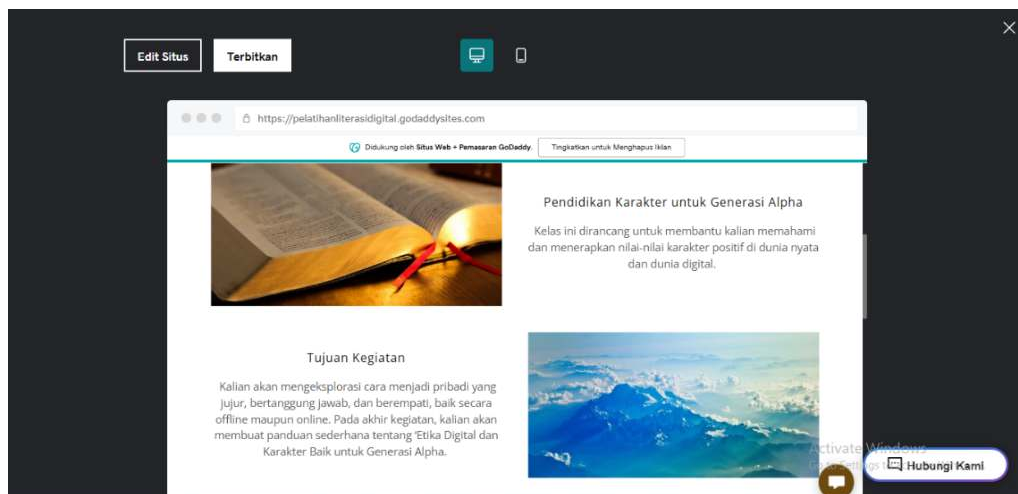 Edit Situs
Terbitkan
https://pelatihanliterasidigital.godaddysites.com
Didukung oleh Situs Web + Pemasaran GoDaddy.
Tingkatkan untuk Menghapus Iklan
Pendidikan Karakter untuk Generasi Alpha
Kelas ini dirancang untuk membantu kalian memahami
dan menerapkan nilai-nilai karakter positif di dunia nyata
dan dunia digital.
Tujuan Kegiatan
Kalian akan mengeksplorasi cara menjadi pribadi yang
jujur, bertanggung jawab, dan berempati, baik secara
offline maupun online. Pada akhir kegiatan, kalian akan
membuat panduan sederhana tentang 'Etika Digital dan
Karakter Baik untuk Generasi Alpha.
Activate Windows
Hubungi Kami